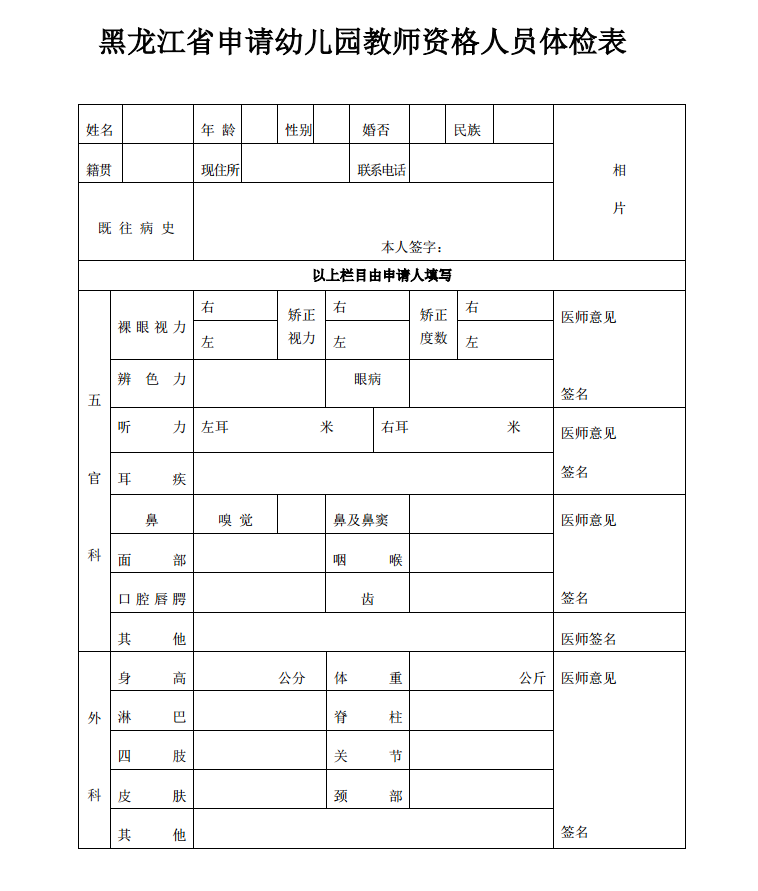 黑龙江省申请幼儿园教师资格人员体检表
姓名 年 龄 性别 婚否 民族
籍贯 现住所 联系电话
相
片
既 往 病 史
本人签字：
以上栏目由申请人填写
五
官
科
裸 眼 视 力 右 矫正 右 矫正 右
左 视力 左 度数 左
医师意见
签名
辨 色 力 眼病
听 力 左耳 米 右耳 米
医师意见
签名
耳 疾
鼻 嗅 觉 鼻及鼻窦
医师意见
签名
面 部 咽 喉
口 腔 唇 腭 齿
其 他 医师签名
外
科
身 高 公分 体 重 公斤
医师意见
签名
淋 巴 脊 柱
四 肢 关 节
皮 肤 颈 部
其 他